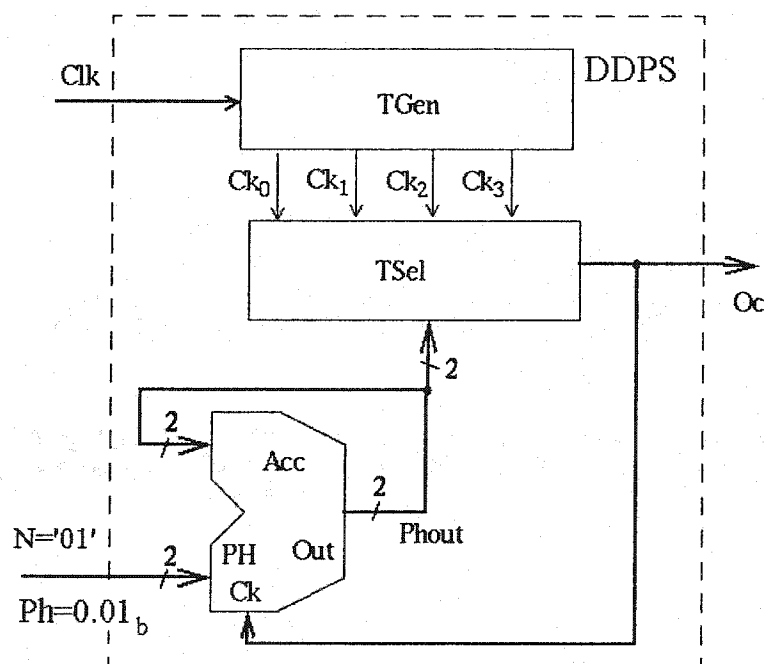 Clk
DDPS
TGen
Ck0 Ck1 Ck2 Ck3
TSel
Oc
2
2
Acc
2
N='01'
PH Out Phout
2
Ck
Ph=0.01b